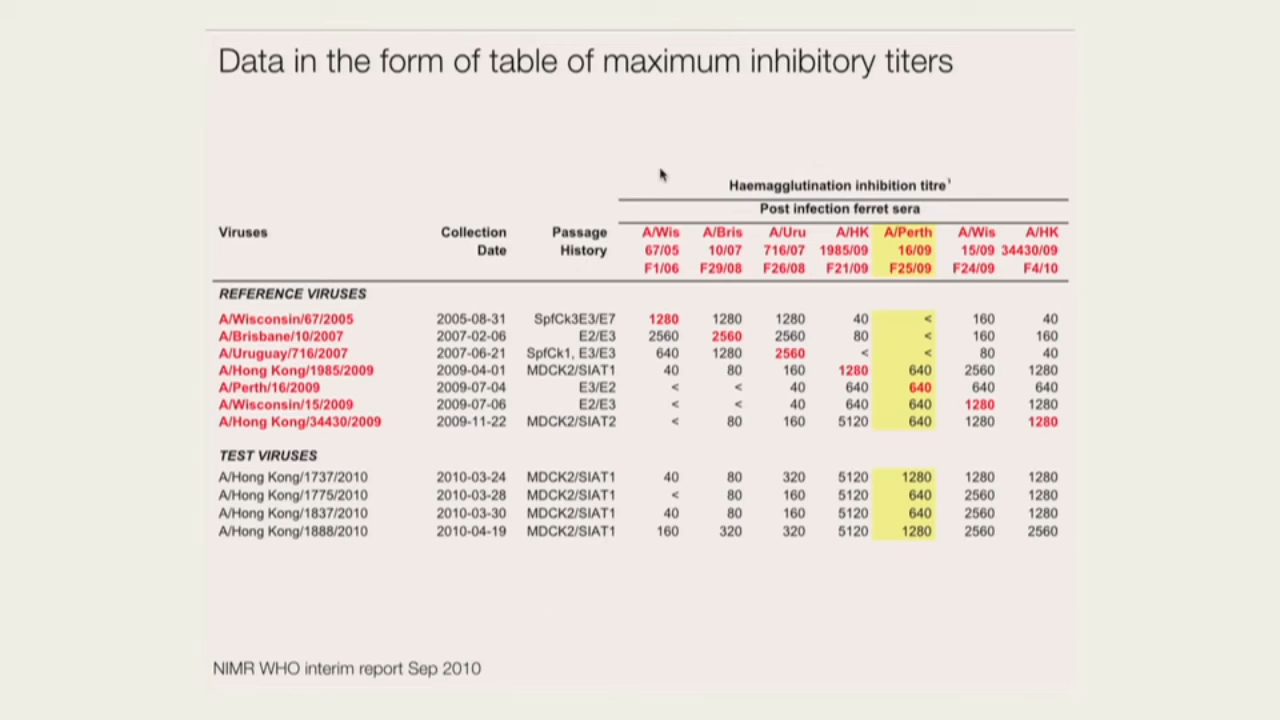 Data in the form of table of maximum inhibitory titers
Haemagglutination inhibition titre¹
Post infection ferret sera
Viruses Collection Passage A/Wis A/Bris A/Uru A/HK A/Perth A/Wis A/HK
Date History 67/05 10/07 716/07 1985/09 16/09 15/09 34430/09
F1/06 F29/08 F26/08 F21/09 F25/09 F24/09 F4/10
REFERENCE VIRUSES
A/Wisconsin/67/2005 2005-08-31 SpfCk3E3/E7 1280 1280 1280 40 < 160 40
A/Brisbane/10/2007 2007-02-06 E2/E3 2560 2560 2560 80 < 160 160
A/Uruguay/716/2007 2007-06-21 SpfCk1, E3/E3 640 1280 2560 < < 80 40
A/Hong Kong/1985/2009 2009-04-01 MDCK2/SIAT1 40 80 160 1280 640 2560 1280
A/Perth/16/2009 2009-07-04 E3/E2 < < 40 640 640 640 640
A/Wisconsin/15/2009 2009-07-06 E2/E3 < < 40 640 640 1280 1280
A/Hong Kong/34430/2009 2009-11-22 MDCK2/SIAT2 < 80 160 5120 640 1280 1280
TEST VIRUSES
A/Hong Kong/1737/2010 2010-03-24 MDCK2/SIAT1 40 80 320 5120 1280 1280 1280
A/Hong Kong/1775/2010 2010-03-28 MDCK2/SIAT1 < 80 160 5120 640 2560 1280
A/Hong Kong/1837/2010 2010-03-30 MDCK2/SIAT1 40 80 160 5120 640 2560 1280
A/Hong Kong/1888/2010 2010-04-19 MDCK2/SIAT1 160 320 320 5120 1280 2560 2560
NIMR WHO interim report Sep 2010